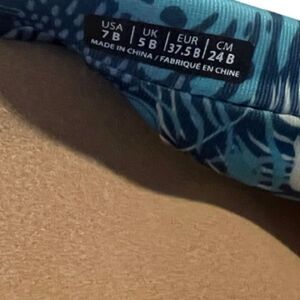 USA | UK | EUR | CM
7 B | 5 B | 37.5 B | 24 B
MADE IN CHINA / FABRIQUÉ EN CHINE